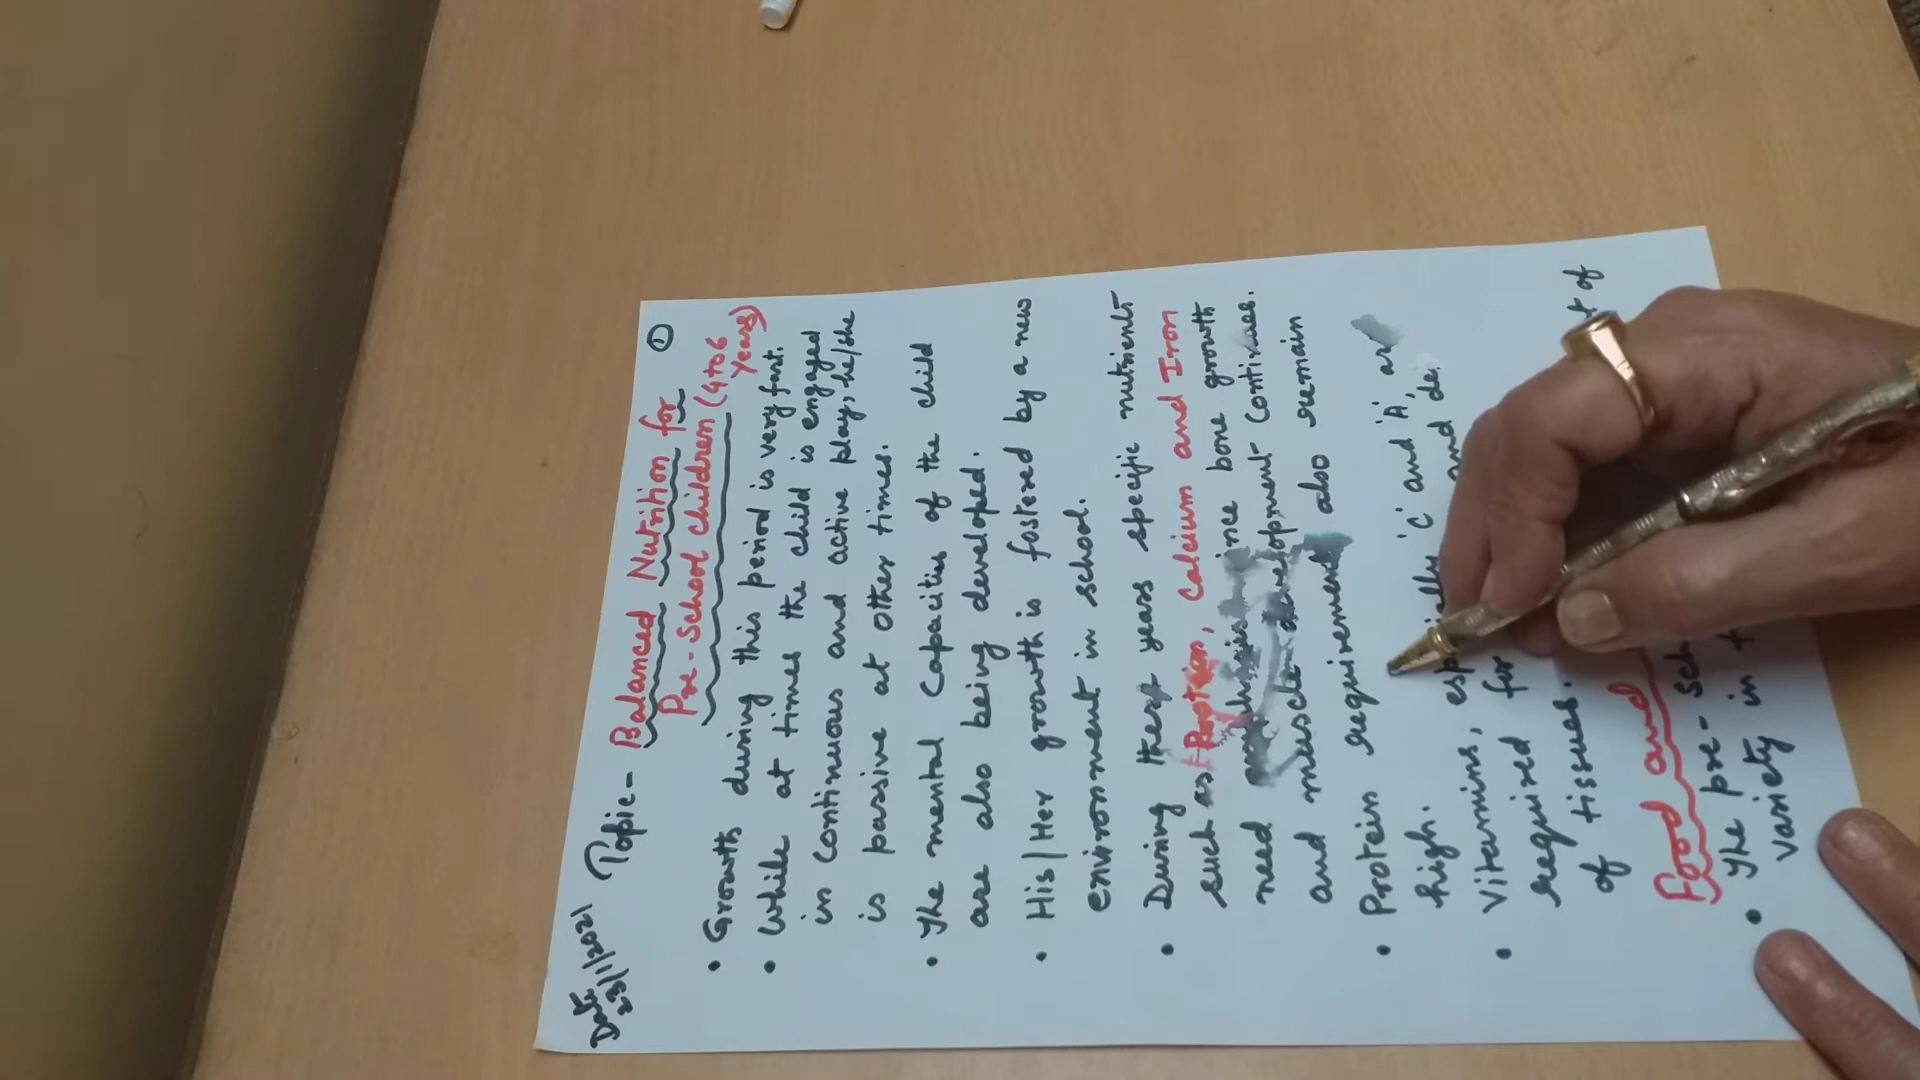 ①
Date
23/1/2021 Topic- Balanced Nutrition for
Pre-school children (4 to 6 years)
• Growth during this period is very fast.
• While at times the child is engaged
in continuous and active play, he/she
is passive at other times.
• The mental capacities of the child
are also being developed.
• His/Her growth is fostered by a new
environment in school.
• During these years specific nutrients
such as Protein, Calcium and Iron
need emphasis since bone growth
and muscle development continues.
• Protein requirement also remain
high.
• Vitamins, especially 'C' and 'A', are
required for and
of tissues. of
Food and
• The pre-sch
variety in